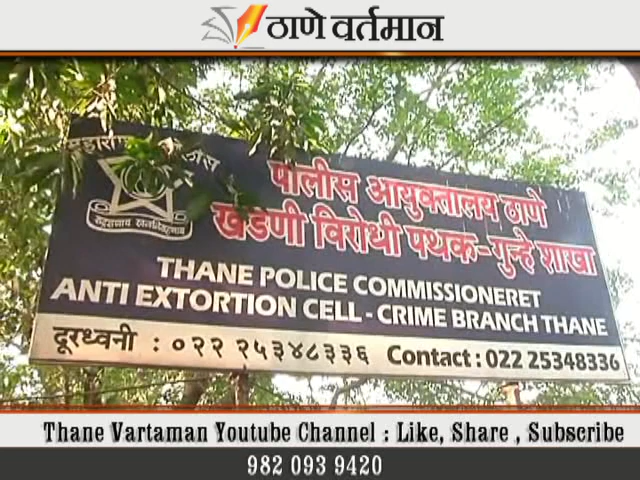 ठाणे वर्तमान
पोलीस आयुक्तालय ठाणे
खंडणी विरोधी पथक-गुन्हे शाखा
THANE POLICE COMMISSIONERET
ANTI EXTORTION CELL - CRIME BRANCH THANE
दूरध्वनी : ०२२ २५३४८३३६ Contact : 022 25348336
Thane Vartaman Youtube Channel : Like, Share , Subscribe
982 093 9420